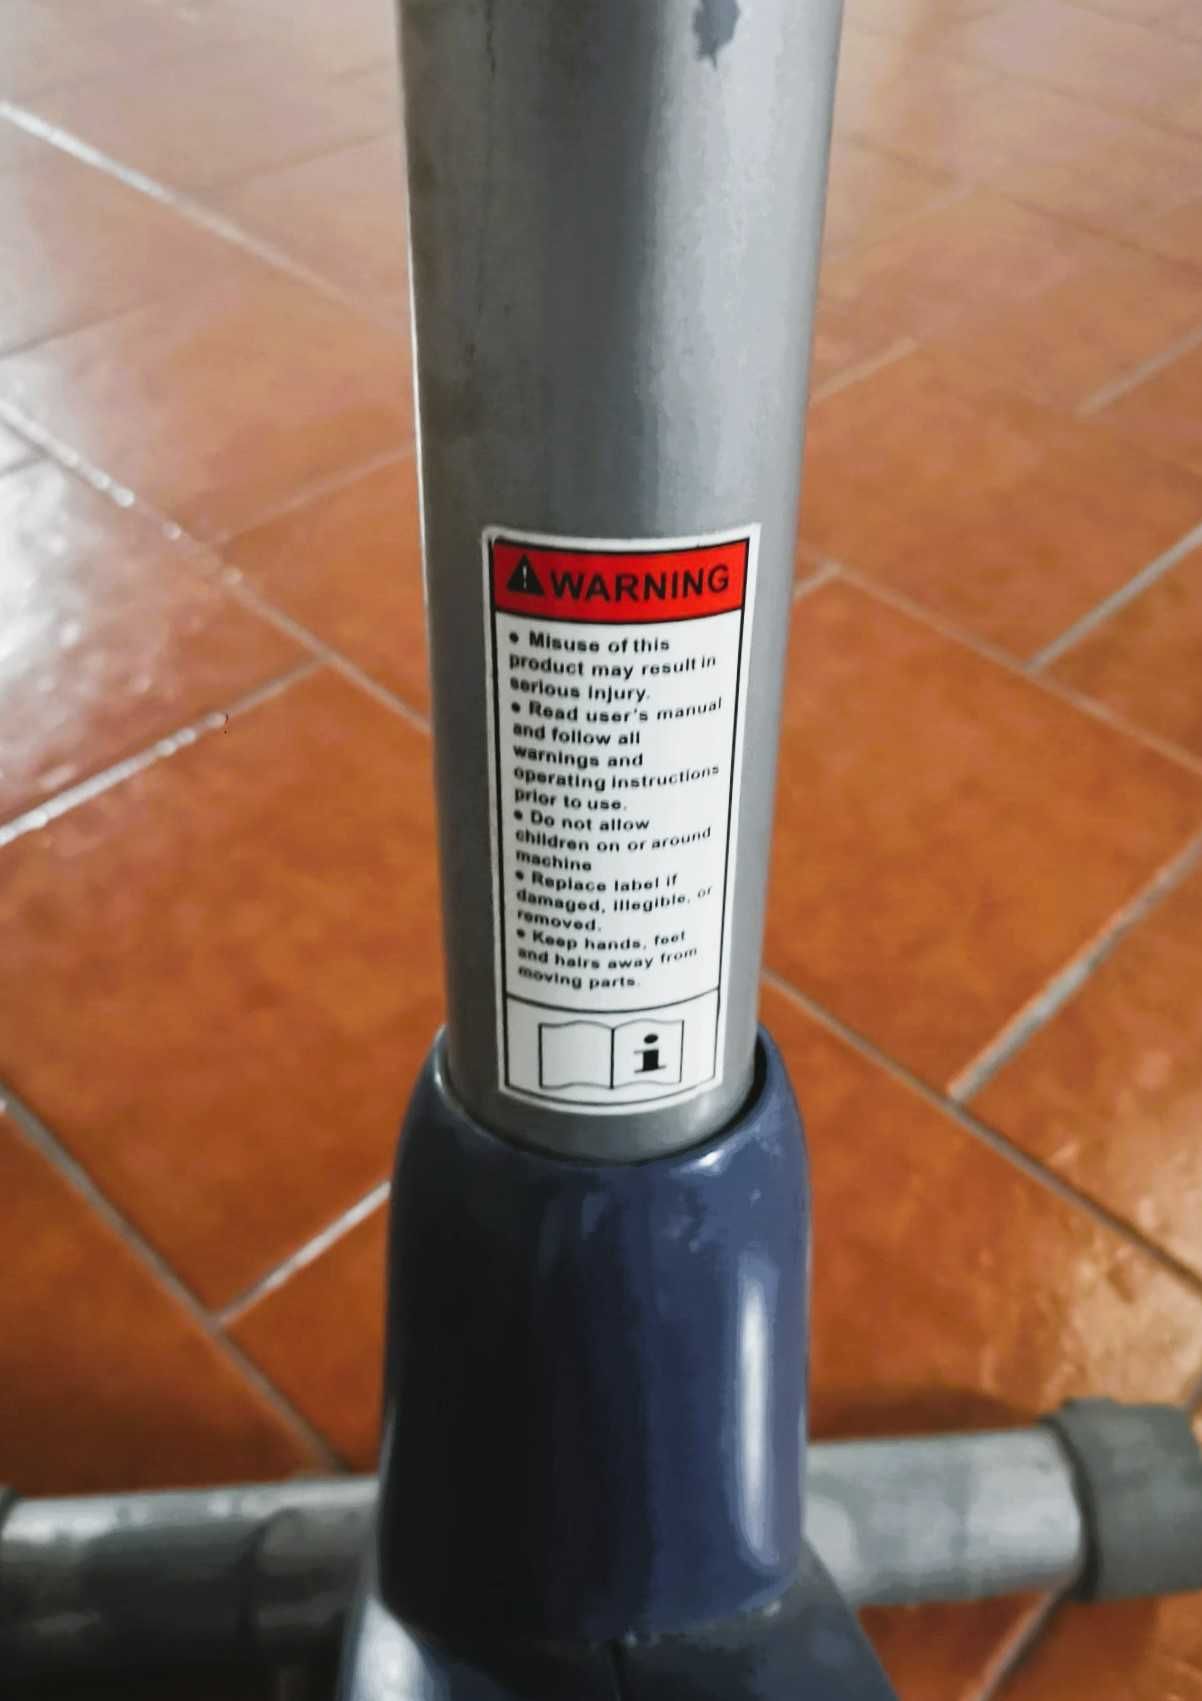 WARNING
• Misuse of this
product may result in
serious injury.
• Read user's manual
and follow all
warnings and
operating instructions
prior to use.
• Do not allow
children on or around
machine
• Replace label if
damaged, illegible, or
removed.
• Keep hands, feet
and hairs away from
moving parts.
i